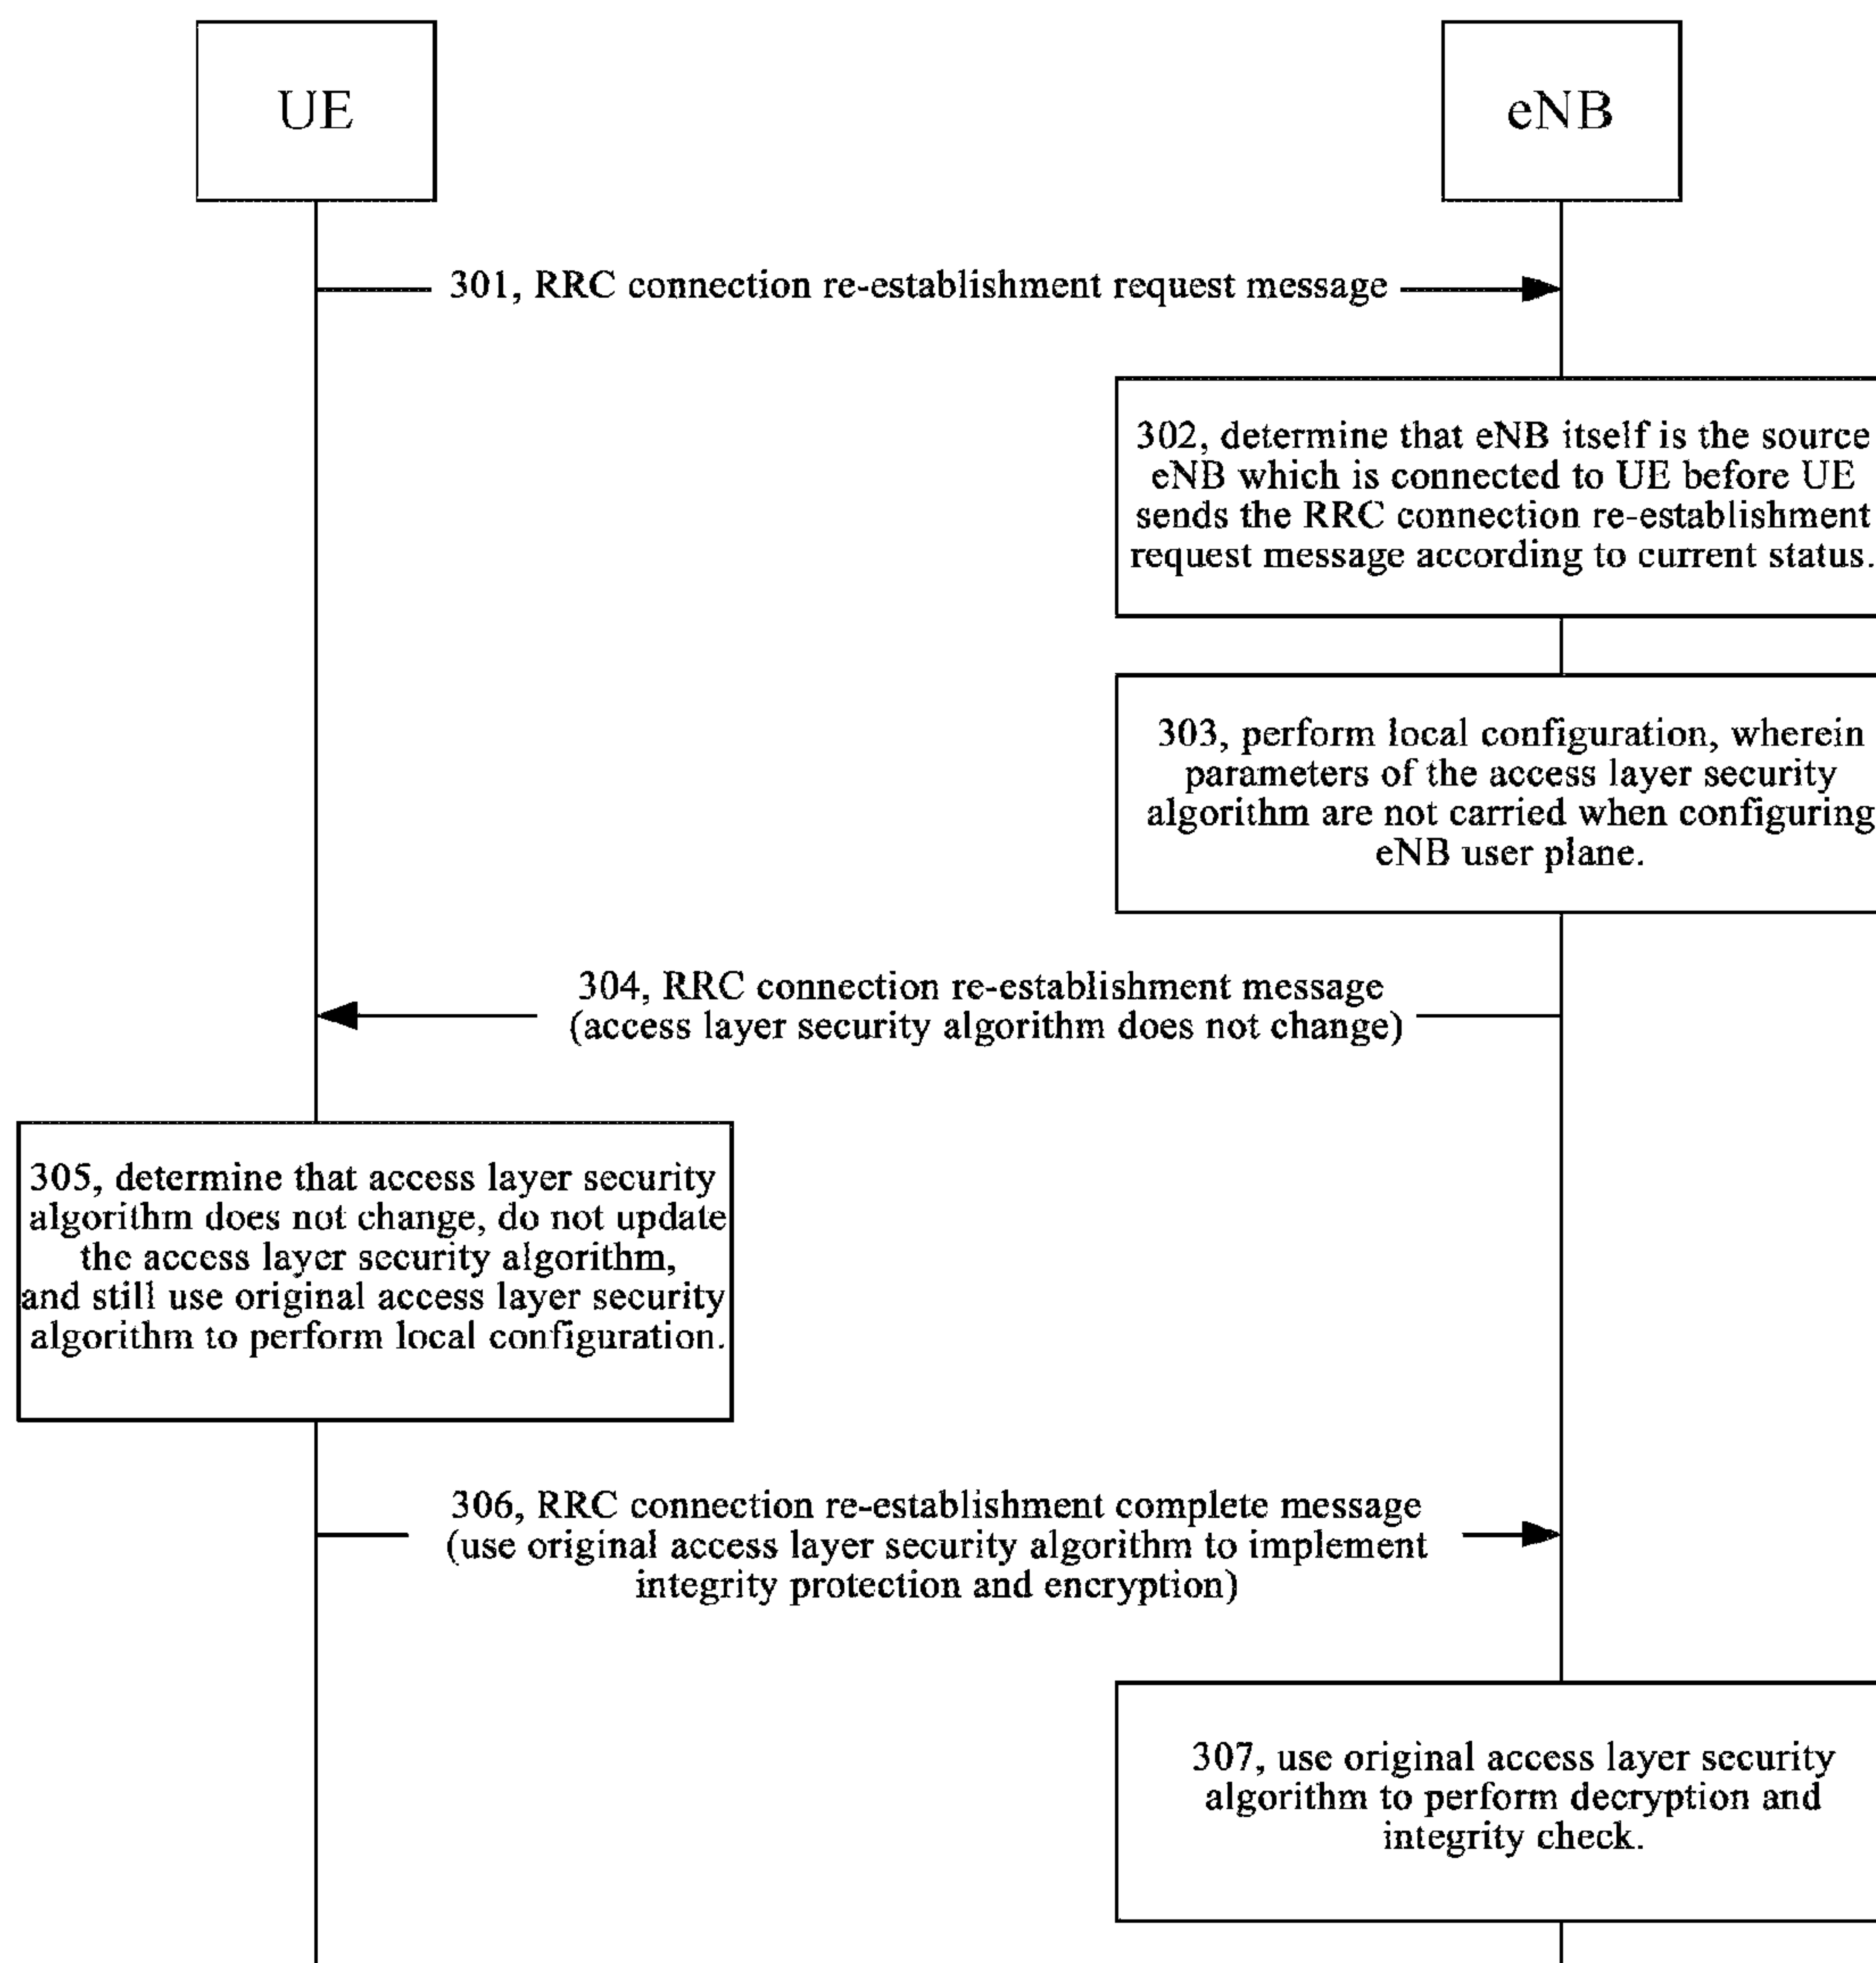 UE
eNB
301, RRC connection re-establishment request message
302, determine that eNB itself is the source
eNB which is connected to UE before UE
sends the RRC connection re-establishment
request message according to current status.
303, perform local configuration, wherein
parameters of the access layer security
algorithm are not carried when configuring
eNB user plane.
304, RRC connection re-establishment message
(access layer security algorithm does not change)
305, determine that access layer security
algorithm does not change, do not update
the access layer security algorithm,
and still use original access layer security
algorithm to perform local configuration.
306, RRC connection re-establishment complete message
(use original access layer security algorithm to implement
integrity protection and encryption)
307, use original access layer security
algorithm to perform decryption and
integrity check.